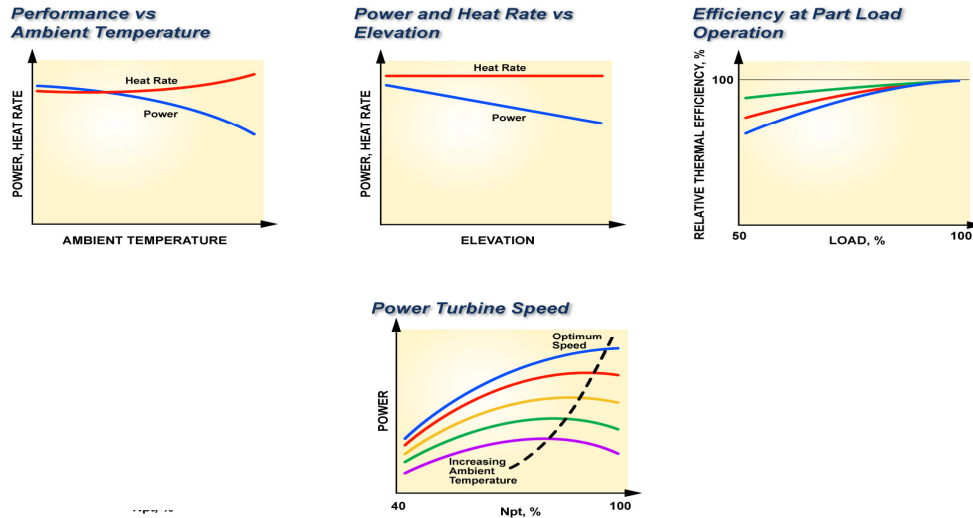 Performance vs
Ambient Temperature
POWER, HEAT RATE
Heat Rate
Power
AMBIENT TEMPERATURE
Power and Heat Rate vs
Elevation
POWER, HEAT RATE
Heat Rate
Power
ELEVATION
Efficiency at Part Load
Operation
RELATIVE THERMAL EFFICIENCY, %
100
50
LOAD, %
100
Power Turbine Speed
POWER
Optimum
Speed
Increasing
Ambient
Temperature
40
Npt, %
100